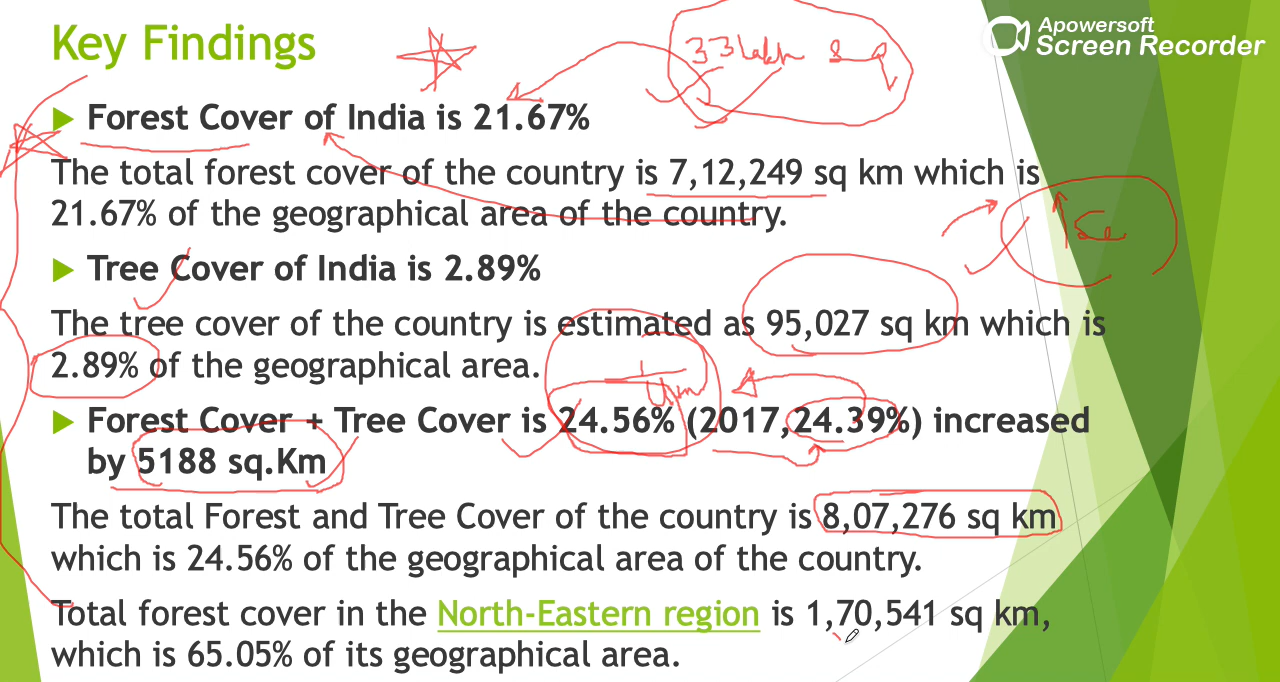 Key Findings
33 lakh sq
Apowersoft
Screen Recorder
Forest Cover of India is 21.67%
The total forest cover of the country is 7,12,249 sq km which is
21.67% of the geographical area of the country.
Tree Cover of India is 2.89%
The tree cover of the country is estimated as 95,027 sq km which is
2.89% of the geographical area.
Forest Cover + Tree Cover is 24.56% (2017,24.39%) increased
by 5188 sq.Km
The total Forest and Tree Cover of the country is 8,07,276 sq km
which is 24.56% of the geographical area of the country.
Total forest cover in the North-Eastern region is 1,70,541 sq km,
which is 65.05% of its geographical area.